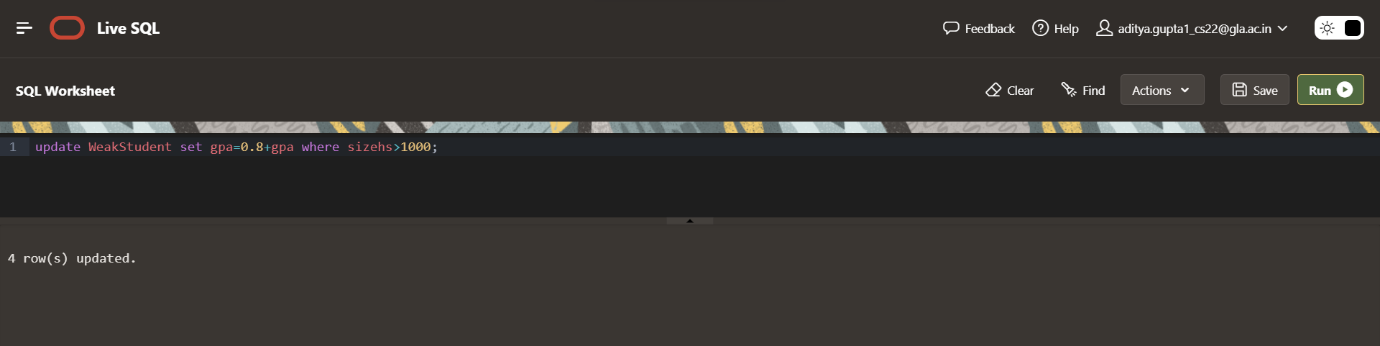 Live SQL
Feedback Help aditya.gupta1_cs22@gla.ac.in
SQL Worksheet
Clear Find Actions Save Run
1 update WeakStudent set gpa=0.8+gpa where sizehs>1000;
4 row(s) updated.